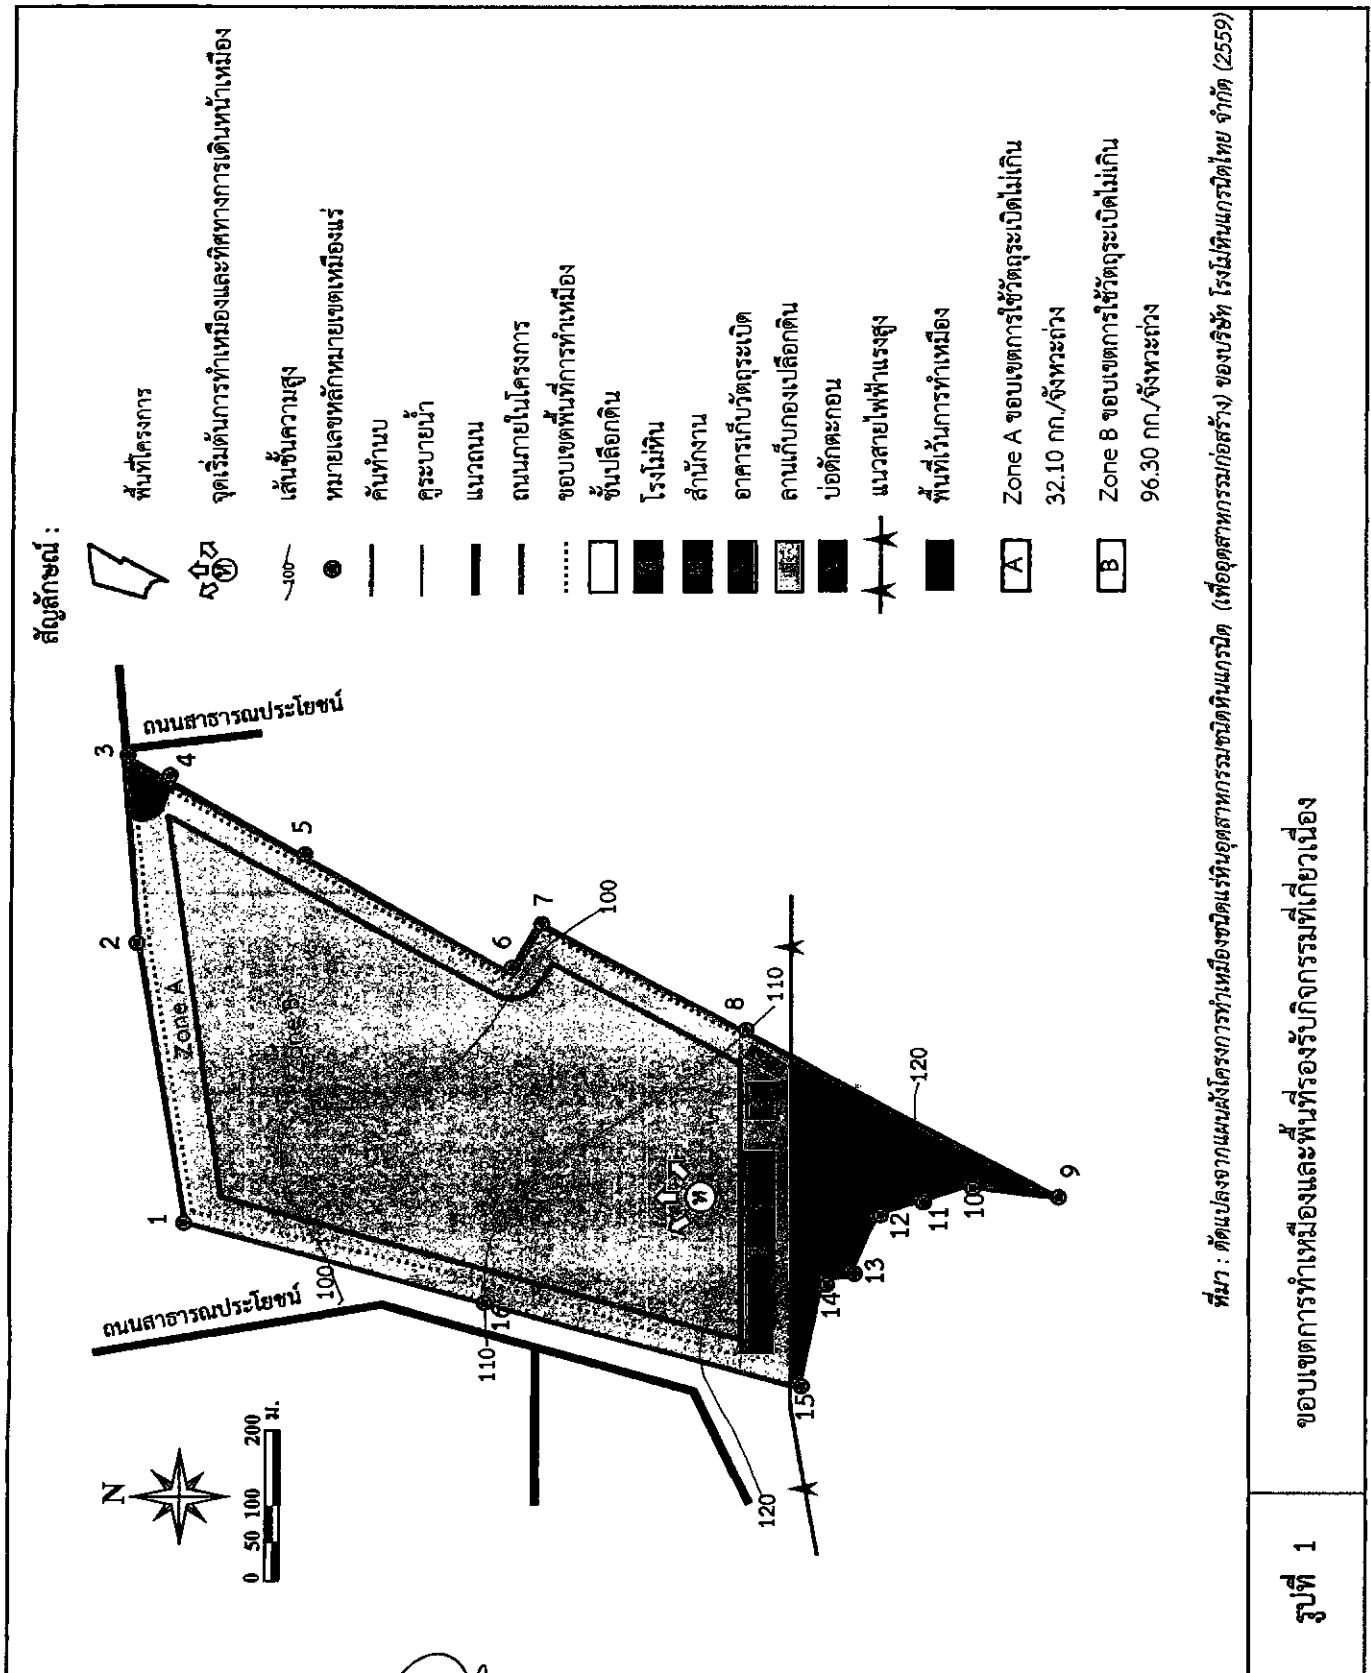 สัญลักษณ์ :
พื้นที่โครงการ
จุดเริ่มต้นการทำเหมืองและทิศทางการเดินหน้าเหมือง
100 เส้นชั้นความสูง
หมายเลขหลักหมายเขตเหมืองแร่
คันทำนบ
คูระบายน้ำ
แนวถนน
ถนนภายในโครงการ
ขอบเขตพื้นที่การทำเหมือง
ชั้นเปลือกดิน
โรงโม่หิน
สำนักงาน
อาคารเก็บวัตถุระเบิด
ลานเก็บกองเปลือกดิน
บ่อดักตะกอน
แนวสายไฟฟ้าแรงสูง
พื้นที่เว้นการทำเหมือง
A Zone A ขอบเขตการใช้วัตถุระเบิดไม่เกิน
32.10 กก./จังหวะถ่วง
B Zone B ขอบเขตการใช้วัตถุระเบิดไม่เกิน
96.30 กก./จังหวะถ่วง
N
0 50 100 200
ม.
ถนนสาธารณประโยชน์
ถนนสาธารณประโยชน์
1
2
3
4
5
6
7
8
9
10
11
12
13
14
15
16
Zone A
Zone B
100
100
110
110
120
120
ท
ที่มา : ดัดแปลงจากแผนผังโครงการทำเหมืองชนิดแร่หินอุตสาหกรรมชนิดหินแกรนิต (เพื่ออุตสาหกรรมก่อสร้าง) ของบริษัท โรงโม่หินแกรนิตไทย จำกัด (2559)
รูปที่ 1
ขอบเขตการทำเหมืองและพื้นที่รองรับกิจกรรมที่เกี่ยวเนื่อง